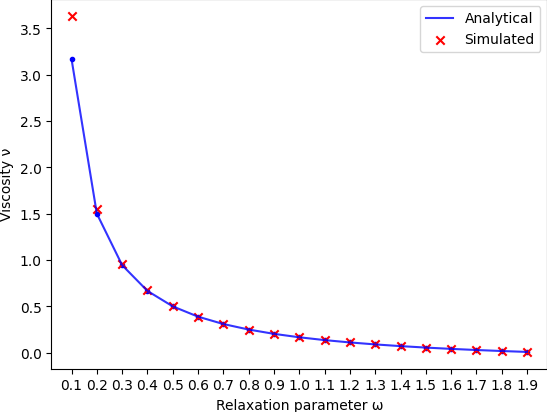 Analytical
Simulated
3.5
3.0
2.5
2.0
1.5
1.0
0.5
0.0
Viscosity ν
0.1 0.2 0.3 0.4 0.5 0.6 0.7 0.8 0.9 1.0 1.1 1.2 1.3 1.4 1.5 1.6 1.7 1.8 1.9
Relaxation parameter ω